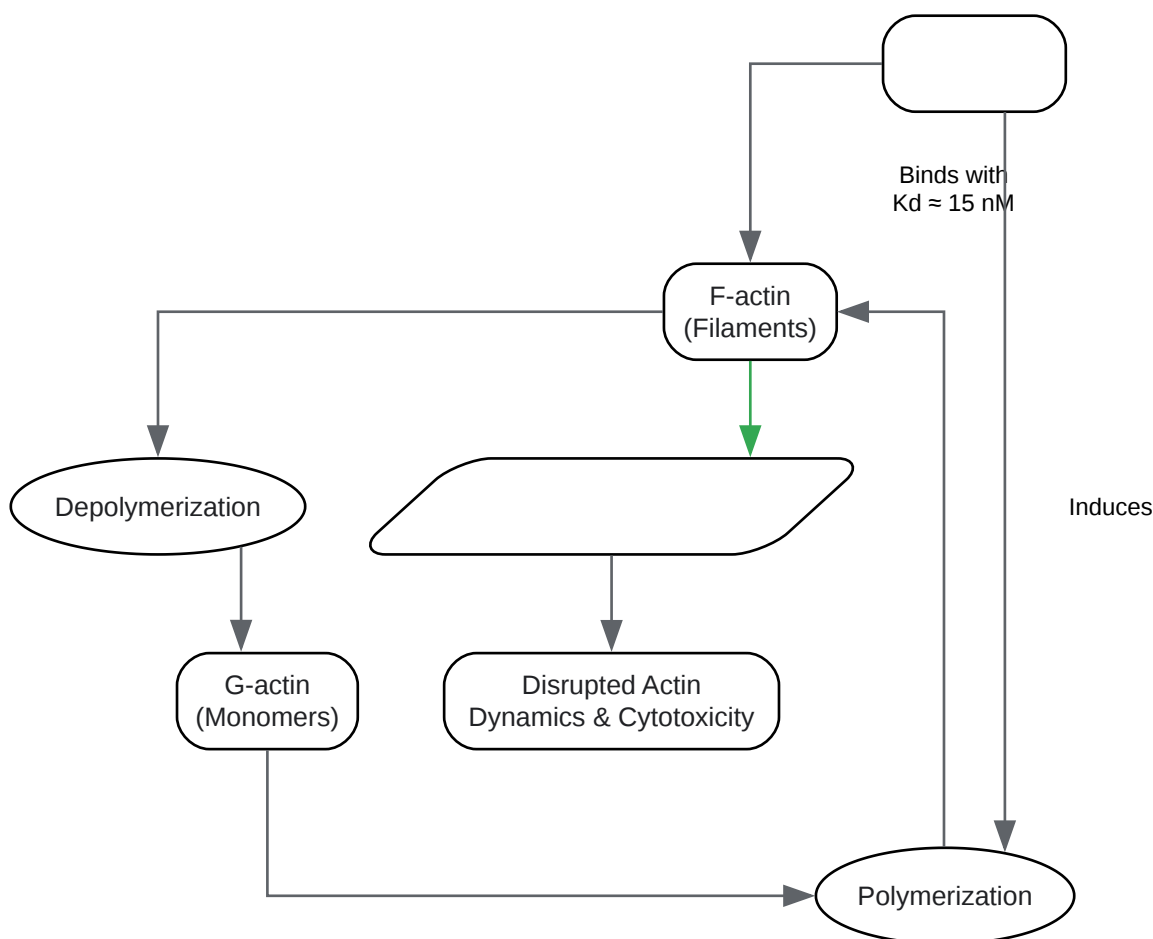 Binds with
Kd ≈ 15 nM
F-actin
(Filaments)
Depolymerization
Induces
G-actin
(Monomers)
Disrupted Actin
Dynamics & Cytotoxicity
Polymerization